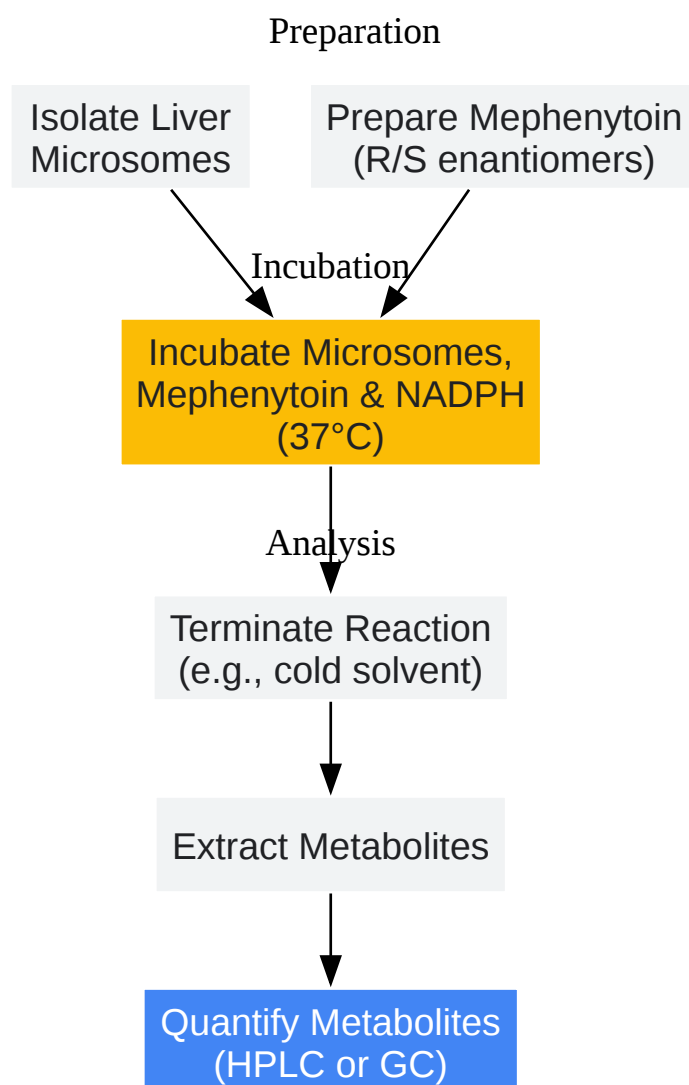 Preparation
Isolate Liver
Microsomes
Prepare Mephenytoin
(R/S enantiomers)
Incubation
Incubate Microsomes,
Mephenytoin & NADPH
(37°C)
Analysis
Terminate Reaction
(e.g., cold solvent)
Extract Metabolites
Quantify Metabolites
(HPLC or GC)